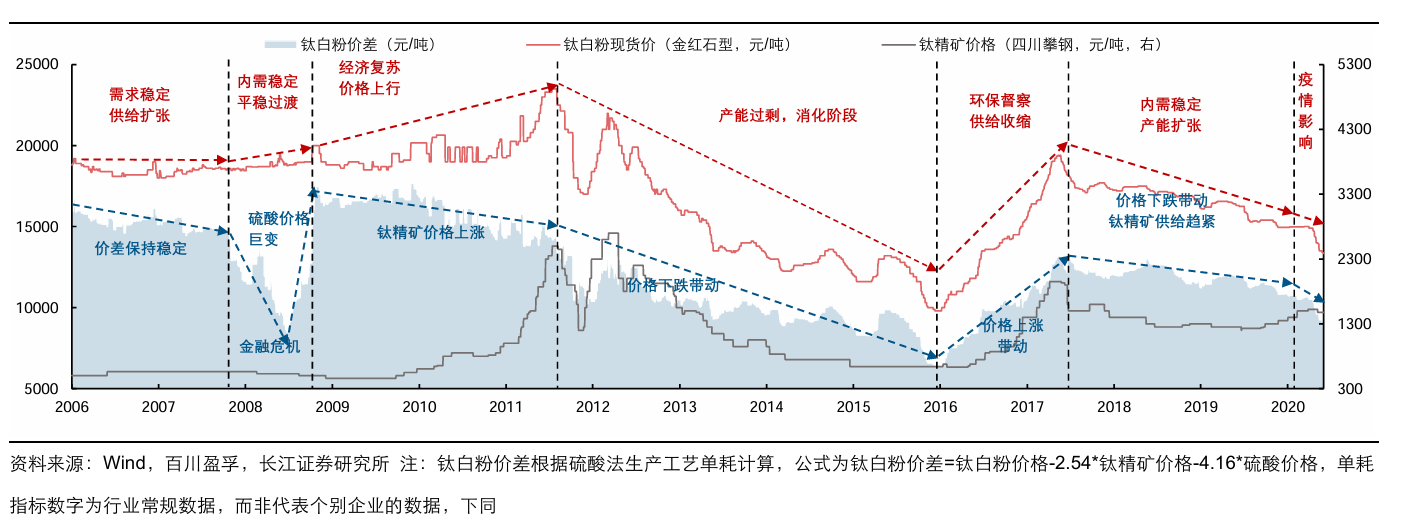 钛白粉价差（元/吨） 钛白粉现货价（金红石型，元/吨） 钛精矿价格（四川攀钢，元/吨，右）
25000
20000
15000
10000
5000
5300
4300
3300
2300
1300
300
需求稳定
供给扩张
内需稳定
平稳过渡
经济复苏
价格上行
产能过剩，消化阶段
环保督察
供给收缩
内需稳定
产能扩张
疫
情
影
响
价差保持稳定
硫酸价格
巨变
金融危机
钛精矿价格上涨
价格下跌带动
价格上涨
带动
价格下跌带动
钛精矿供给趋紧
2006 2007 2008 2009 2010 2011 2012 2013 2014 2015 2016 2017 2018 2019 2020
资料来源：Wind，百川盈孚，长江证券研究所 注：钛白粉价差根据硫酸法生产工艺单耗计算，公式为钛白粉价差=钛白粉价格-2.54*钛精矿价格-4.16*硫酸价格，单耗
指标数字为行业常规数据，而非代表个别企业的数据，下同